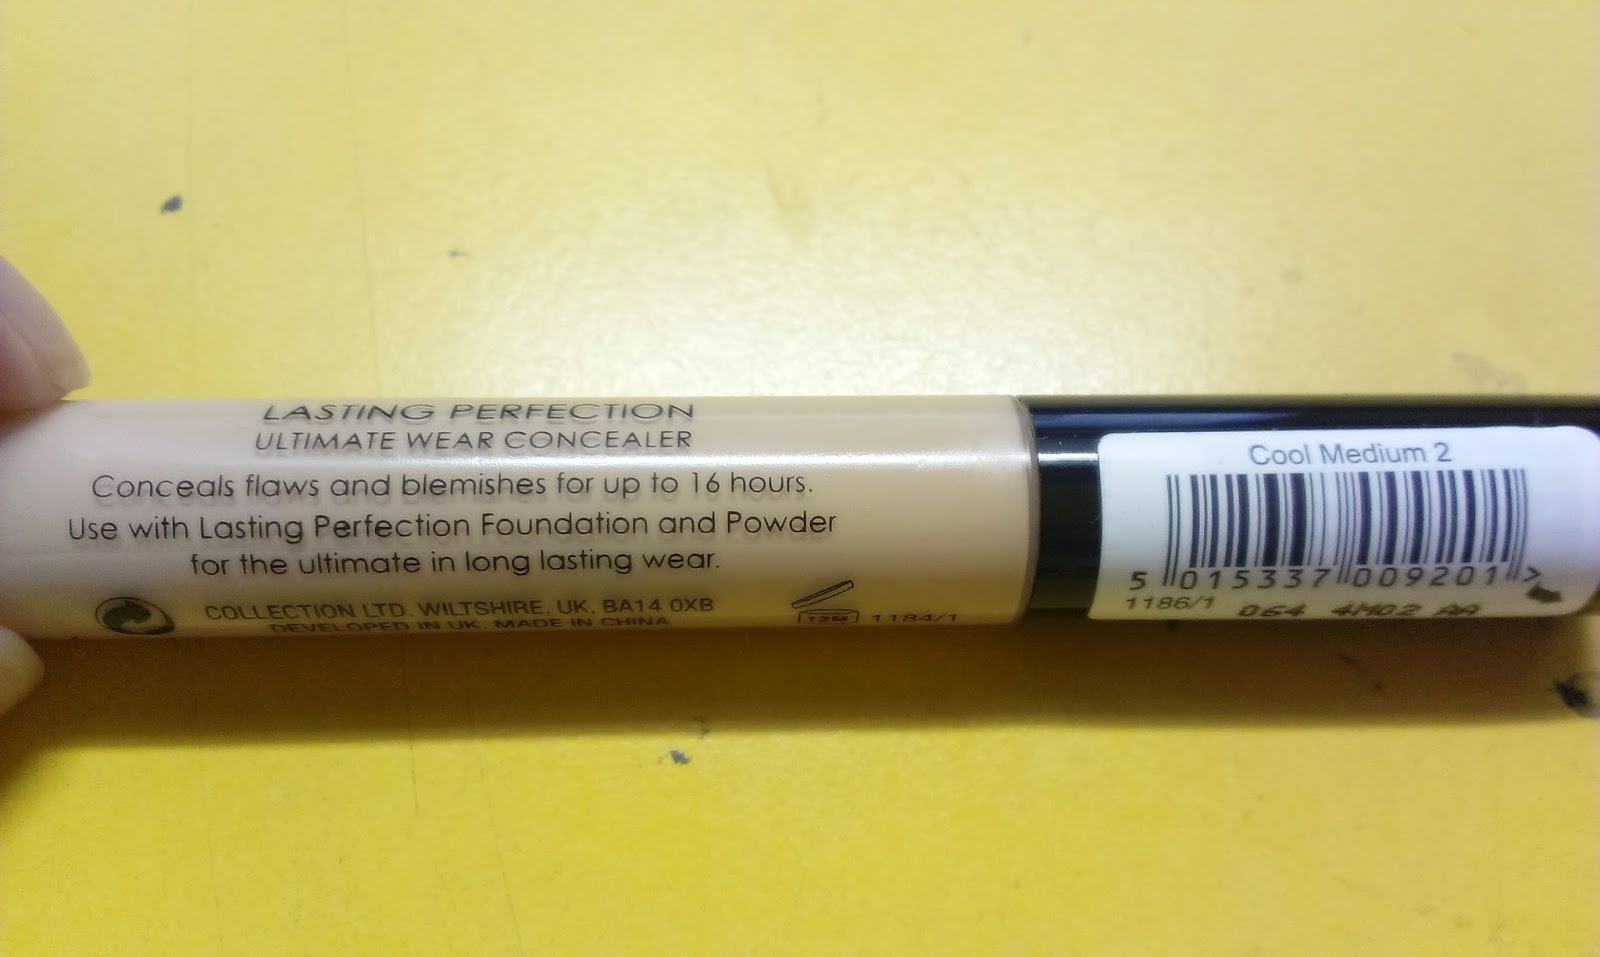 LASTING PERFECTION
ULTIMATE WEAR CONCEALER
Conceals flaws and blemishes for up to 16 hours.
Use with Lasting Perfection Foundation and Powder
for the ultimate in long lasting wear.
COLLECTION LTD. WILTSHIRE, UK, BA14 0XB
DEVELOPED IN UK. MADE IN CHINA
12M
1184/1
Cool Medium 2
5 015337 009201 >
1186/1
064 4M02 AA